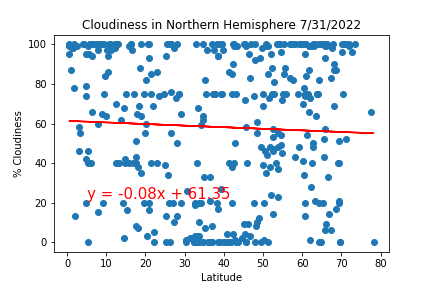 Cloudiness in Northern Hemisphere 7/31/2022
100
80
60
40
20
0
% Cloudiness
y = -0.08x + 61.35
0 10 20 30 40 50 60 70 80
Latitude